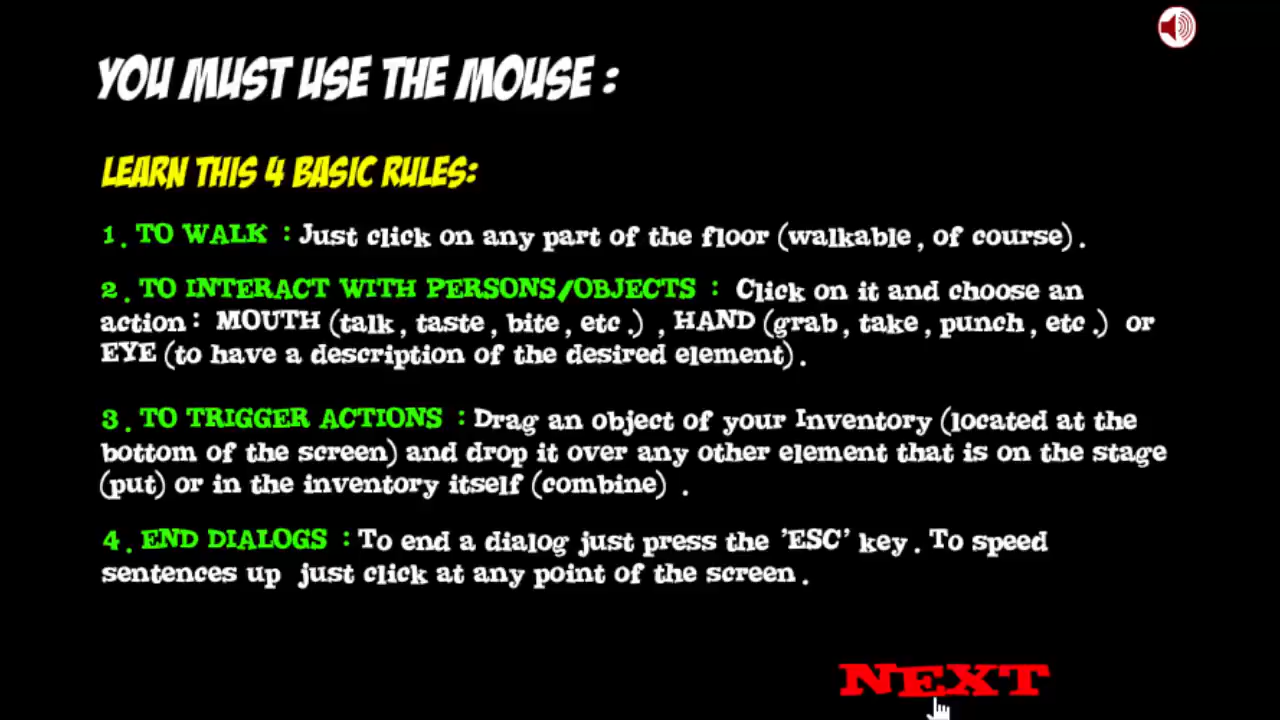 YOU MUST USE THE MOUSE :
LEARN THIS 4 BASIC RULES:
1. TO WALK : Just click on any part of the floor (walkable, of course).
2. TO INTERACT WITH PERSONS/OBJECTS : Click on it and choose an
action: MOUTH (talk, taste, bite, etc.), HAND (grab, take, punch, etc.) or
EYE (to have a description of the desired element).
3. TO TRIGGER ACTIONS : Drag an object of your Inventory (located at the
bottom of the screen) and drop it over any other element that is on the stage
(put) or in the inventory itself (combine) .
4. END DIALOGS : To end a dialog just press the 'ESC' key. To speed
sentences up just click at any point of the screen.
NEXT